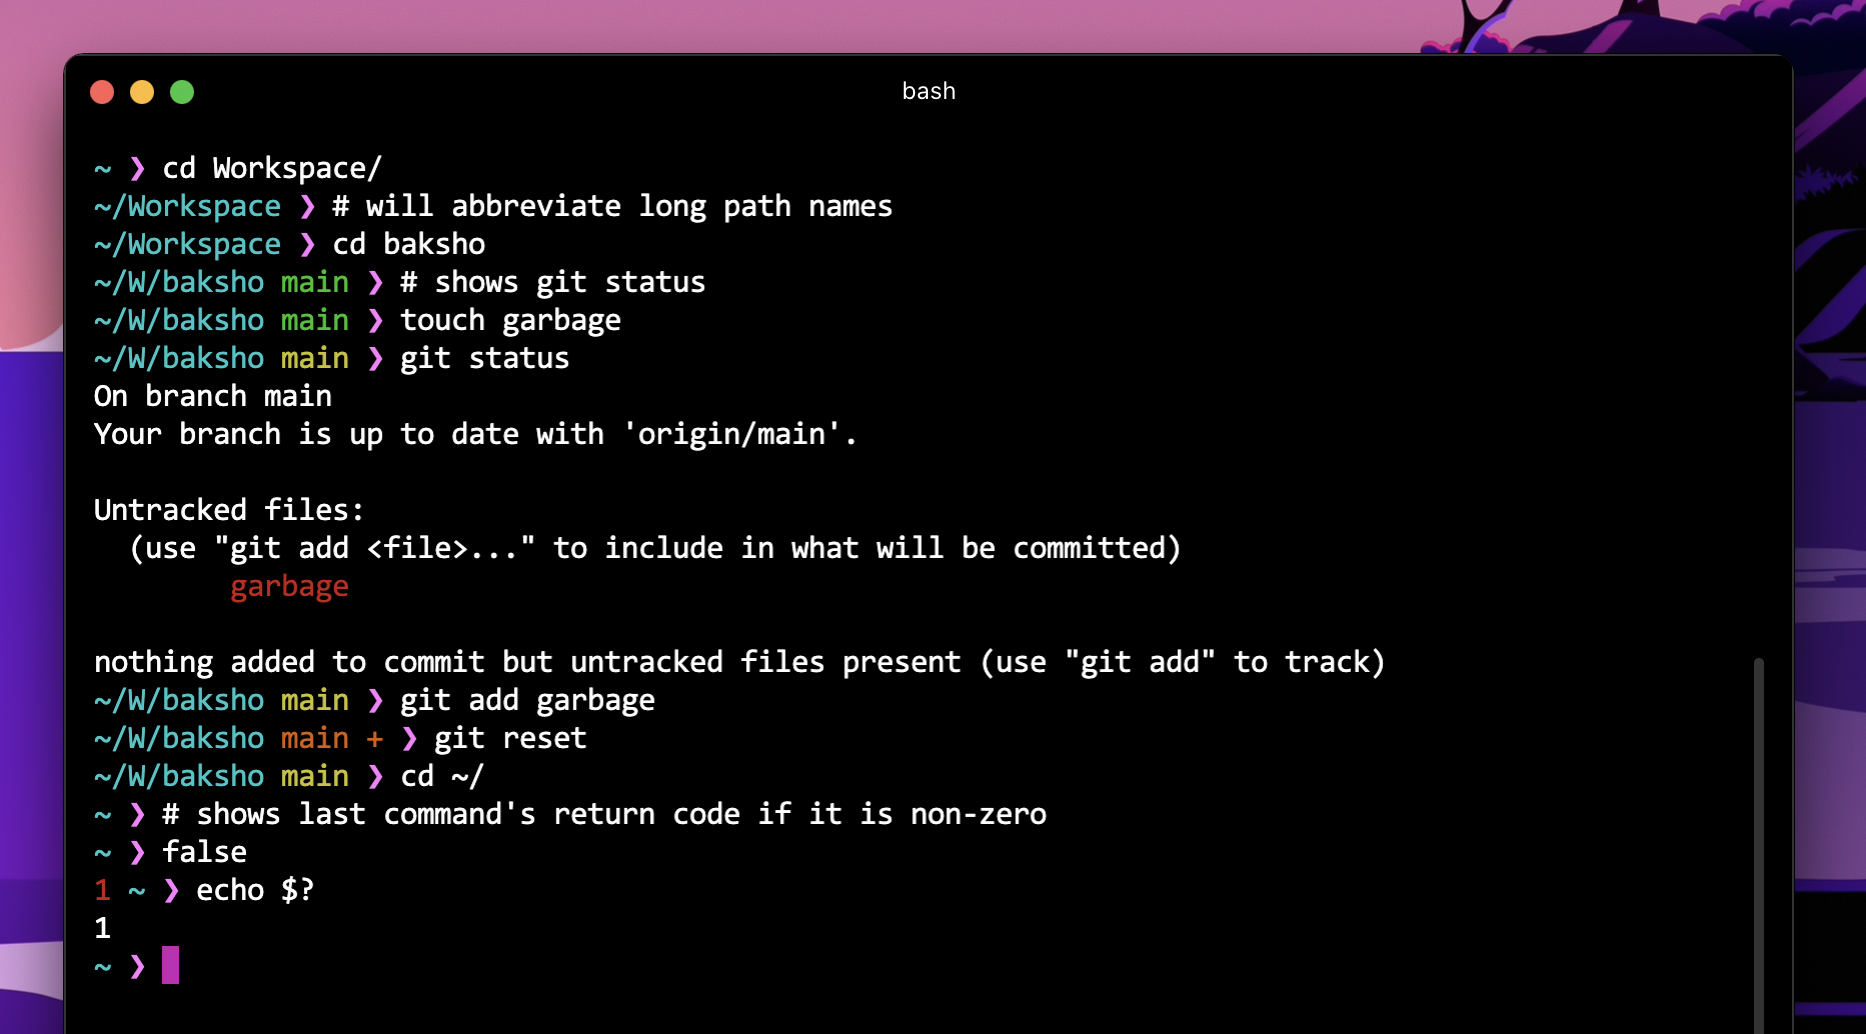 bash
~ ❯ cd Workspace/
~/Workspace ❯ # will abbreviate long path names
~/Workspace ❯ cd baksho
~/W/baksho main ❯ # shows git status
~/W/baksho main ❯ touch garbage
~/W/baksho main ❯ git status
On branch main
Your branch is up to date with 'origin/main'.
Untracked files:
  (use "git add <file>..." to include in what will be committed)
        garbage
nothing added to commit but untracked files present (use "git add" to track)
~/W/baksho main ❯ git add garbage
~/W/baksho main + ❯ git reset
~/W/baksho main ❯ cd ~/
~ ❯ # shows last command's return code if it is non-zero
~ ❯ false
1 ~ ❯ echo $?
1
~ ❯